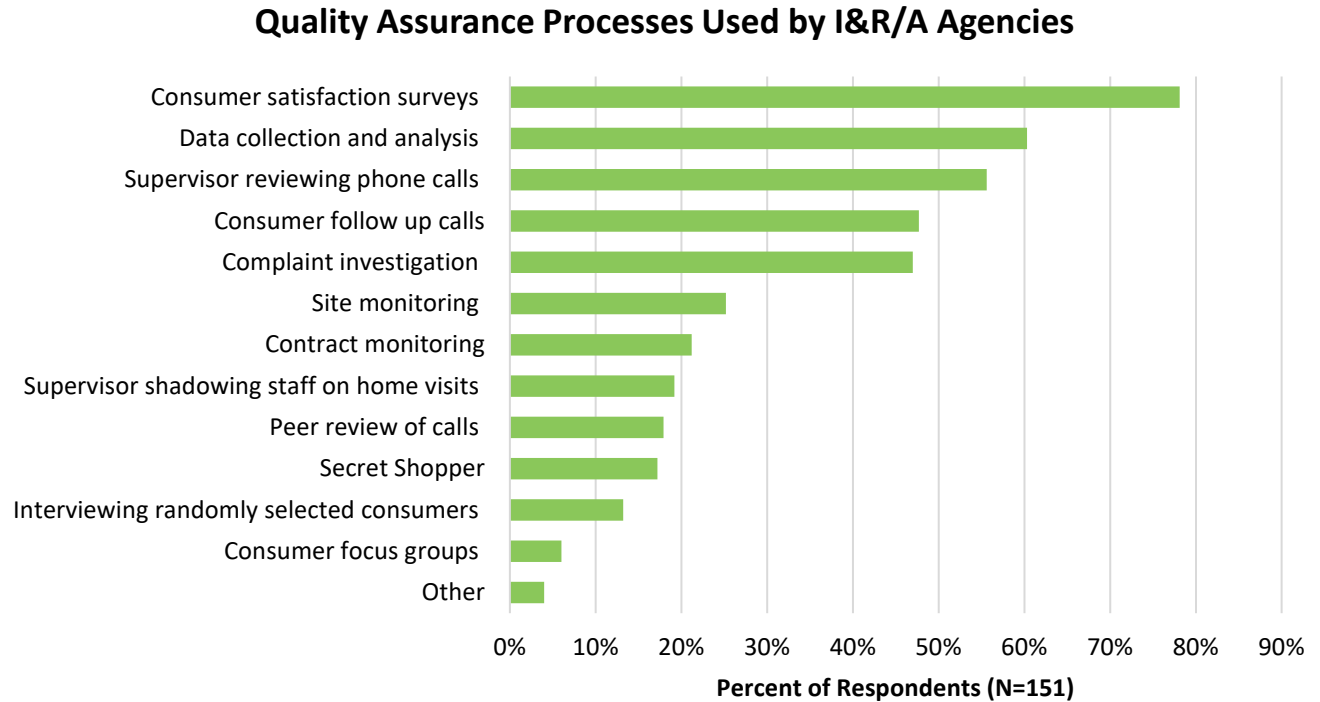 Quality Assurance Processes Used by I&R/A Agencies
Consumer satisfaction surveys
Data collection and analysis
Supervisor reviewing phone calls
Consumer follow up calls
Complaint investigation
Site monitoring
Contract monitoring
Supervisor shadowing staff on home visits
Peer review of calls
Secret Shopper
Interviewing randomly selected consumers
Consumer focus groups
Other
0% 10% 20% 30% 40% 50% 60% 70% 80% 90%
Percent of Respondents (N=151)